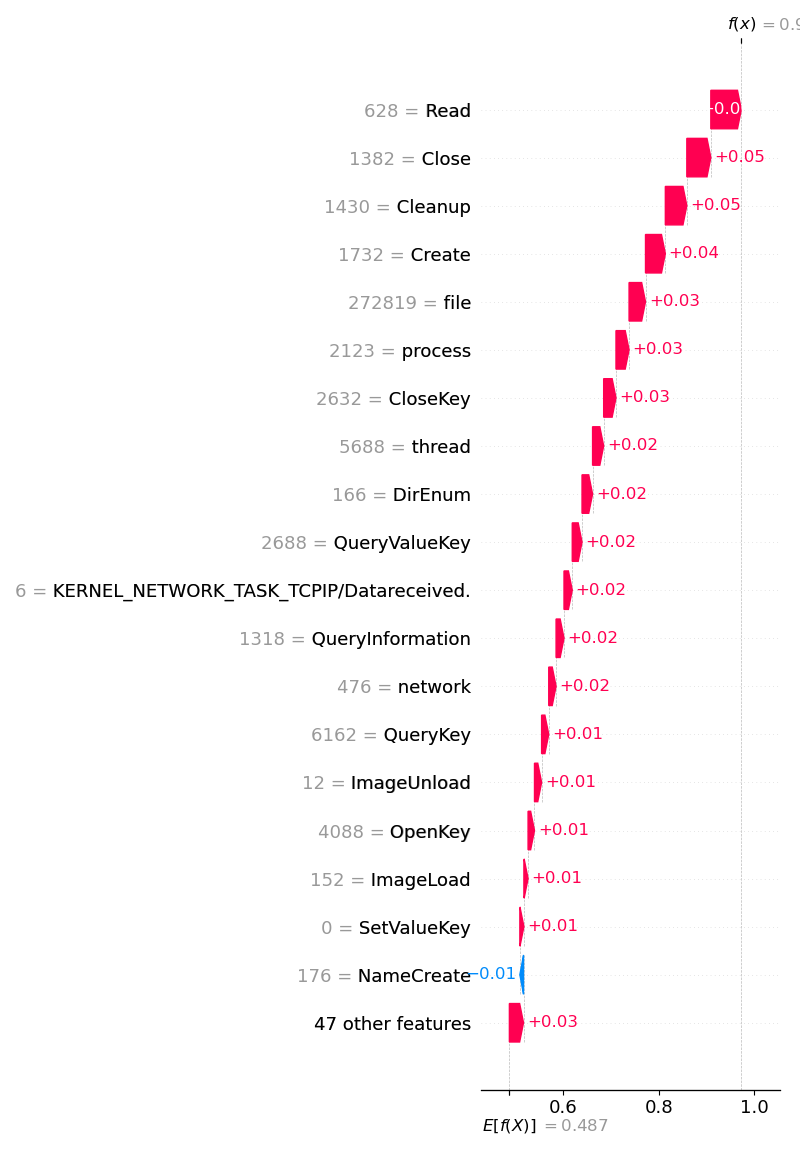 f(x) = 0.9
628 = Read
1382 = Close +0.05
1430 = Cleanup +0.05
1732 = Create +0.04
272819 = file +0.03
2123 = process +0.03
2632 = CloseKey +0.03
5688 = thread +0.02
166 = DirEnum +0.02
2688 = QueryValueKey +0.02
6 = KERNEL_NETWORK_TASK_TCPIP/Datareceived. +0.02
1318 = QueryInformation +0.02
476 = network +0.02
6162 = QueryKey +0.01
12 = ImageUnload +0.01
4088 = OpenKey +0.01
152 = ImageLoad +0.01
0 = SetValueKey +0.01
176 = NameCreate −0.01
47 other features +0.03
0.6 0.8 1.0
E[f(X)] = 0.487